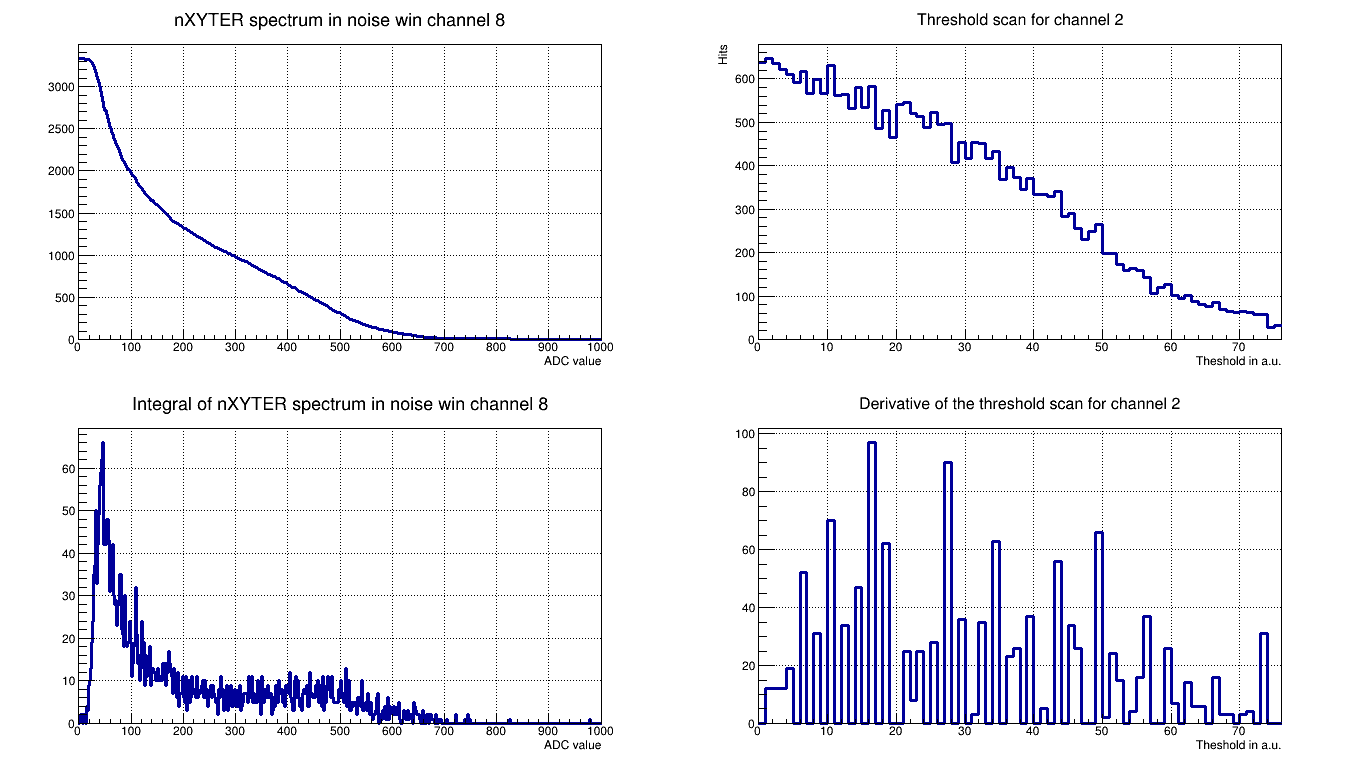 nXYTER spectrum in noise win channel 8
3000
2500
2000
1500
1000
500
0
0 100 200 300 400 500 600 700 800 900 1000
ADC value
Threshold scan for channel 2
Hits
600
500
400
300
200
100
0
0 10 20 30 40 50 60 70
Theshold in a.u.
Integral of nXYTER spectrum in noise win channel 8
60
50
40
30
20
10
0
0 100 200 300 400 500 600 700 800 900 1000
ADC value
Derivative of the threshold scan for channel 2
100
80
60
40
20
0
0 10 20 30 40 50 60 70
Theshold in a.u.